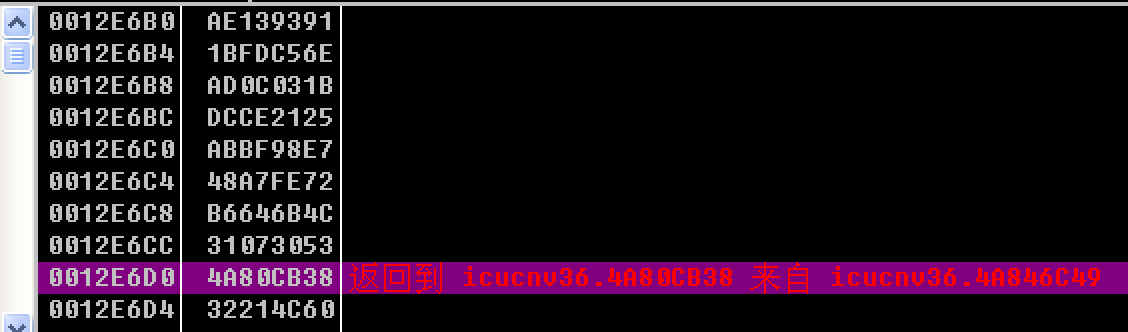 0012E6B0 AE139391
0012E6B4 1BFDC56E
0012E6B8 AD0C031B
0012E6BC DCCE2125
0012E6C0 ABBF98E7
0012E6C4 48A7FE72
0012E6C8 B6646B4C
0012E6CC 31073053
0012E6D0 4A80CB38 返回到 icucnv36.4A80CB38 来自 icucnv36.4A846C49
0012E6D4 32214C60